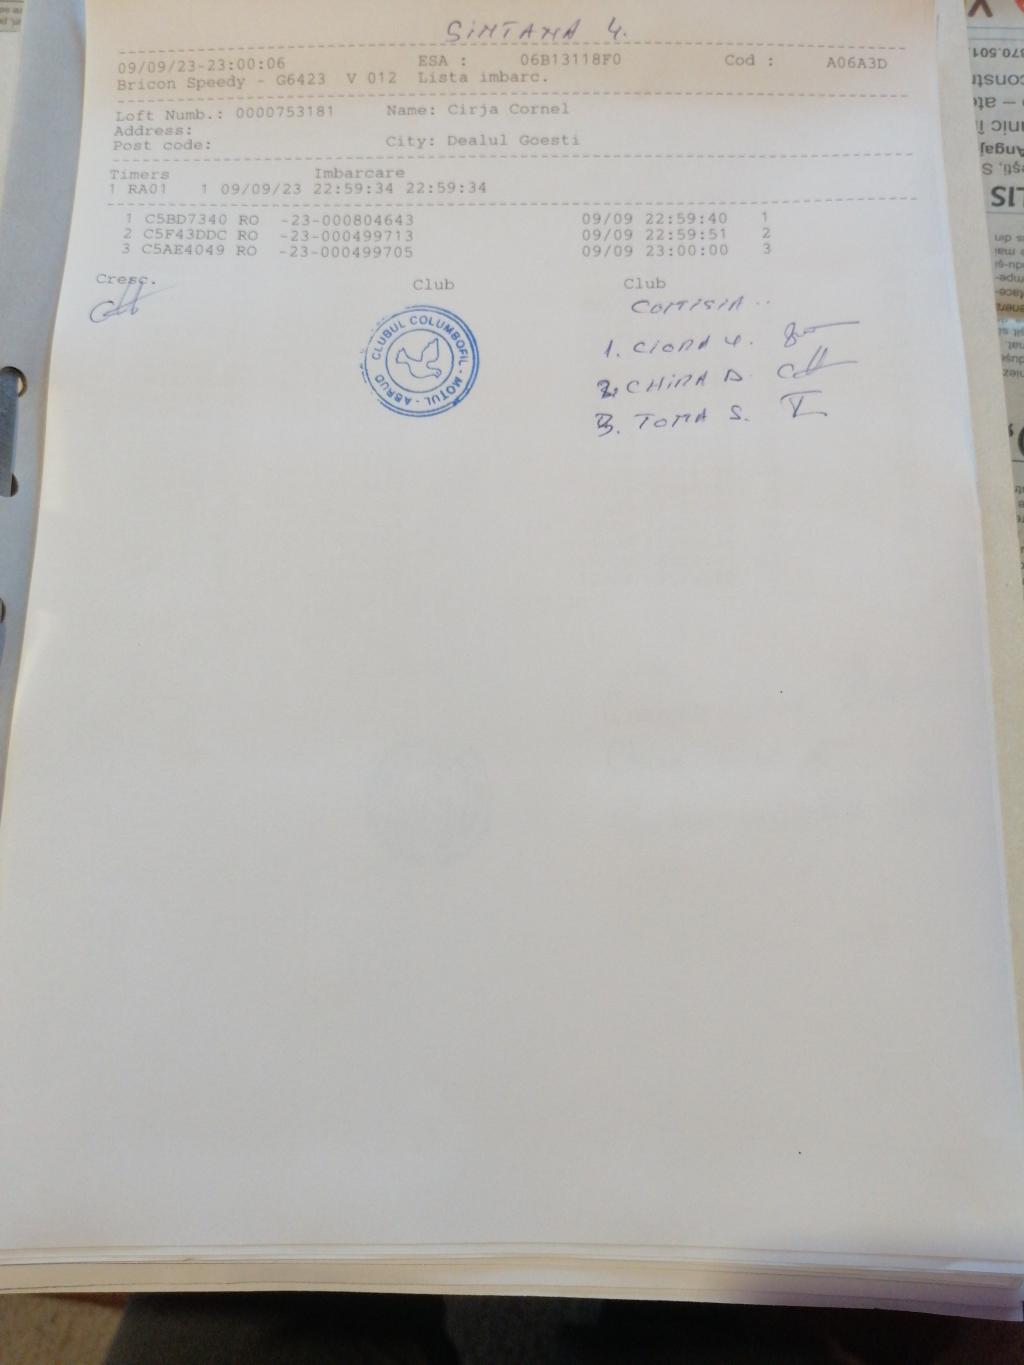 SINTANA 4.
09/09/23-23:00:06 ESA : 06B13118F0 Cod : A06A3D
Bricon Speedy - G6423 V 012 Lista imbarc.
Loft Numb.: 0000753181 Name: Cirja Cornel
Address:
Post code: City: Dealul Goesti
Timers Imbarcare
1 RA01 1 09/09/23 22:59:34 22:59:34
1 C5BD7340 RO -23-000804643 09/09 22:59:40 1
2 C5F43DDC RO -23-000499713 09/09 22:59:51 2
3 C5AE4049 RO -23-000499705 09/09 23:00:00 3
Cresc. Club Club
COMISIA ..
1. CIORA
2. CHIRA D.
3. TOMA S.
CLUBUL COLUMBOFIL - MOTUL - ABRUD